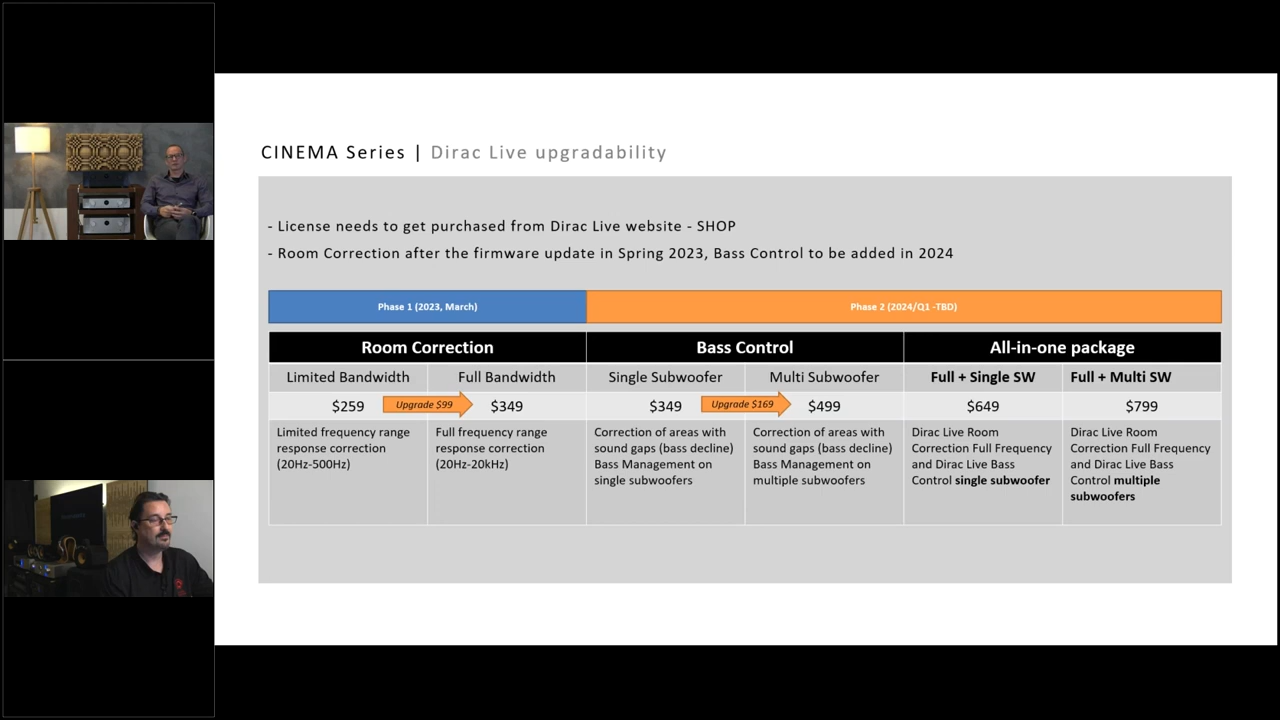 CINEMA Series | Dirac Live upgradability
- License needs to get purchased from Dirac Live website - SHOP
- Room Correction after the firmware update in Spring 2023, Bass Control to be added in 2024
Phase 1 (2023, March)
Phase 2 (2024/Q1 -TBD)
Room Correction
Bass Control
All-in-one package
Limited Bandwidth
Full Bandwidth
Single Subwoofer
Multi Subwoofer
Full + Single SW
Full + Multi SW
$259
Upgrade $99
$349
$349
Upgrade $169
$499
$649
$799
Limited frequency range
response correction
(20Hz-500Hz)
Full frequency range
response correction
(20Hz-20kHz)
Correction of areas with
sound gaps (bass decline)
Bass Management on
single subwoofers
Correction of areas with
sound gaps (bass decline)
Bass Management on
multiple subwoofers
Dirac Live Room
Correction Full Frequency
and Dirac Live Bass
Control single subwoofer
Dirac Live Room
Correction Full Frequency
and Dirac Live Bass
Control multiple
subwoofers